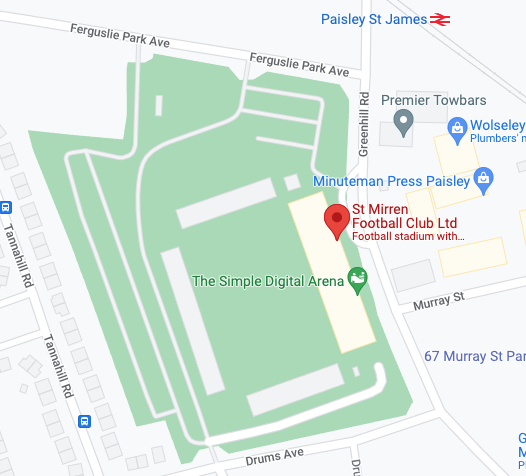 Paisley St James
Ferguslie Park Ave
Ferguslie Park Ave
Greenhill Rd
Premier Towbars
Wolseley
Plumbers' m
Minuteman Press Paisley
St Mirren
Football Club Ltd
Football stadium with…
Tannahill Rd
The Simple Digital Arena
Murray St
Tannahill Rd
67 Murray St Par
Drums Ave
Dru
G
M